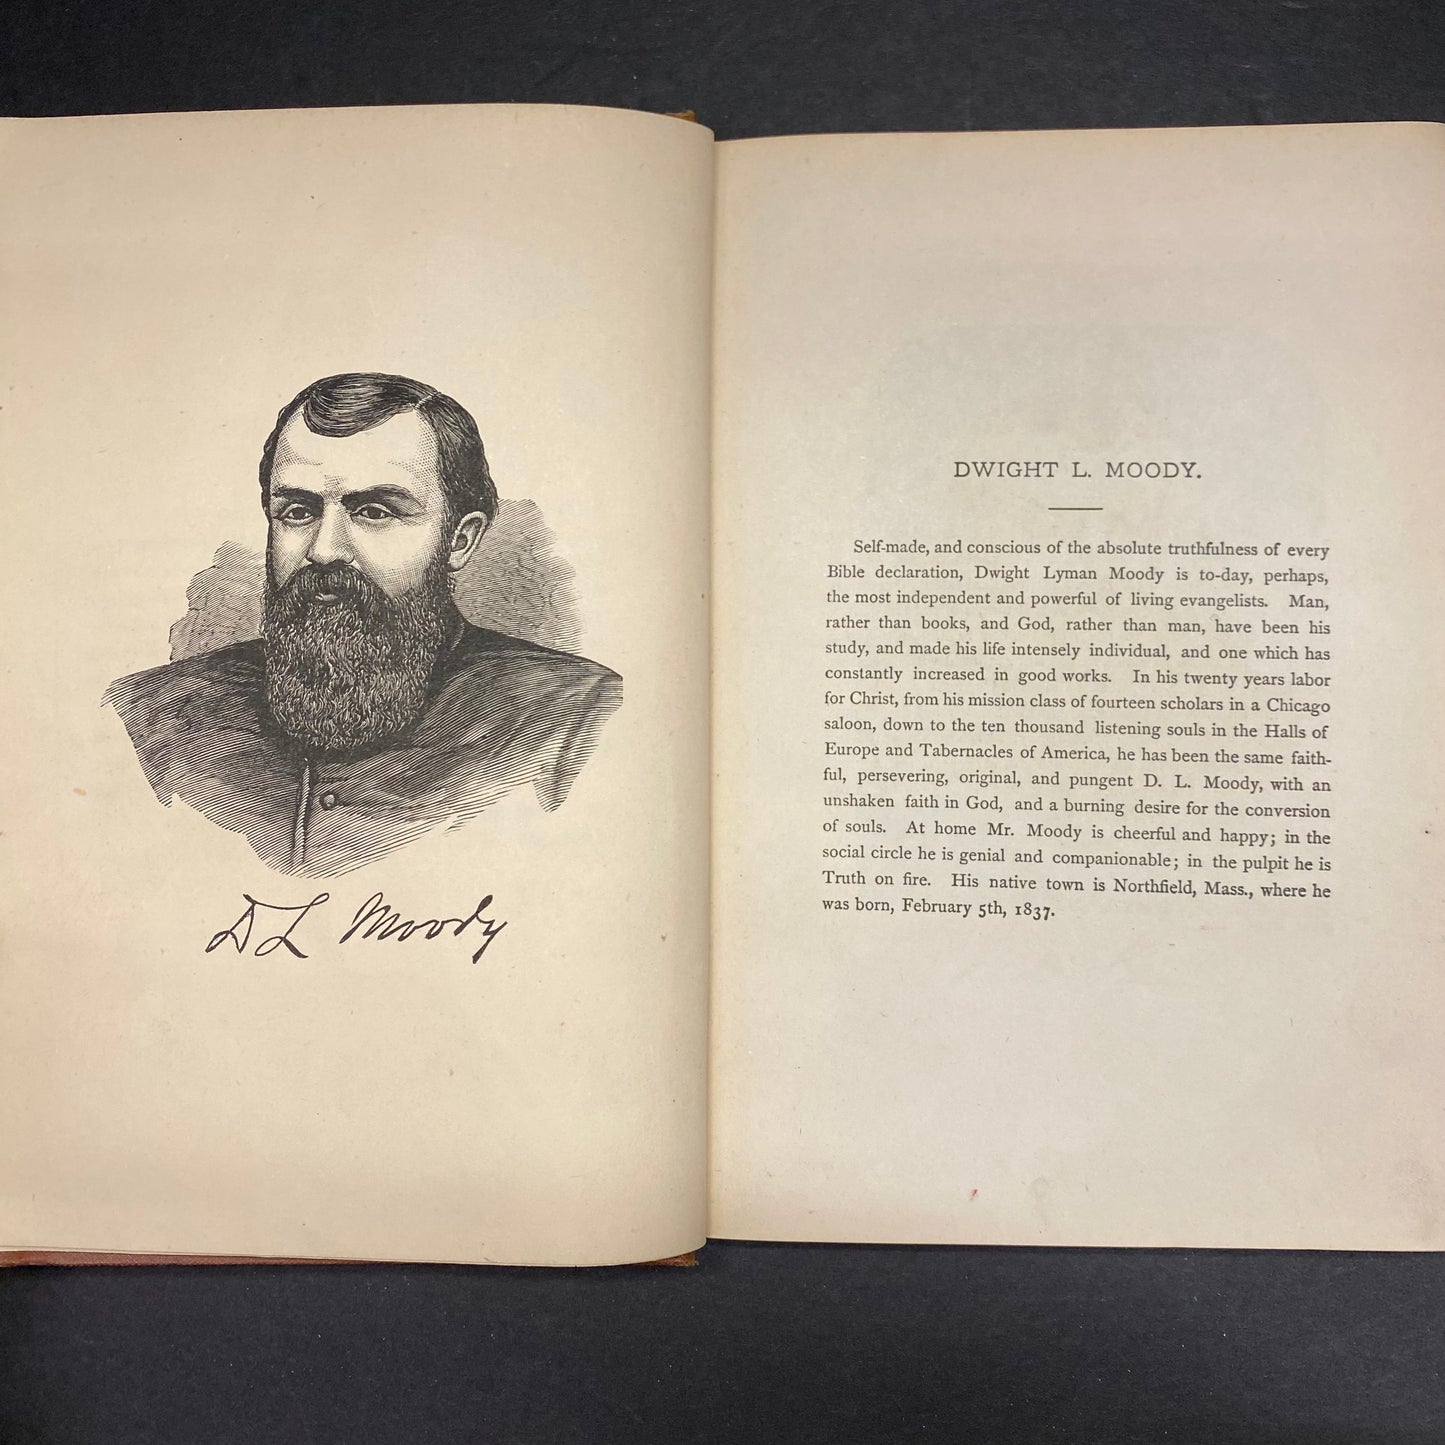 D L Moody
DWIGHT L. MOODY.
Self-made, and conscious of the absolute truthfulness of every
Bible declaration, Dwight Lyman Moody is to-day, perhaps,
the most independent and powerful of living evangelists. Man,
rather than books, and God, rather than man, have been his
study, and made his life intensely individual, and one which has
constantly increased in good works. In his twenty years labor
for Christ, from his mission class of fourteen scholars in a Chicago
saloon, down to the ten thousand listening souls in the Halls of
Europe and Tabernacles of America, he has been the same faith-
ful, persevering, original, and pungent D. L. Moody, with an
unshaken faith in God, and a burning desire for the conversion
of souls. At home Mr. Moody is cheerful and happy; in the
social circle he is genial and companionable; in the pulpit he is
Truth on fire. His native town is Northfield, Mass., where he
was born, February 5th, 1837.